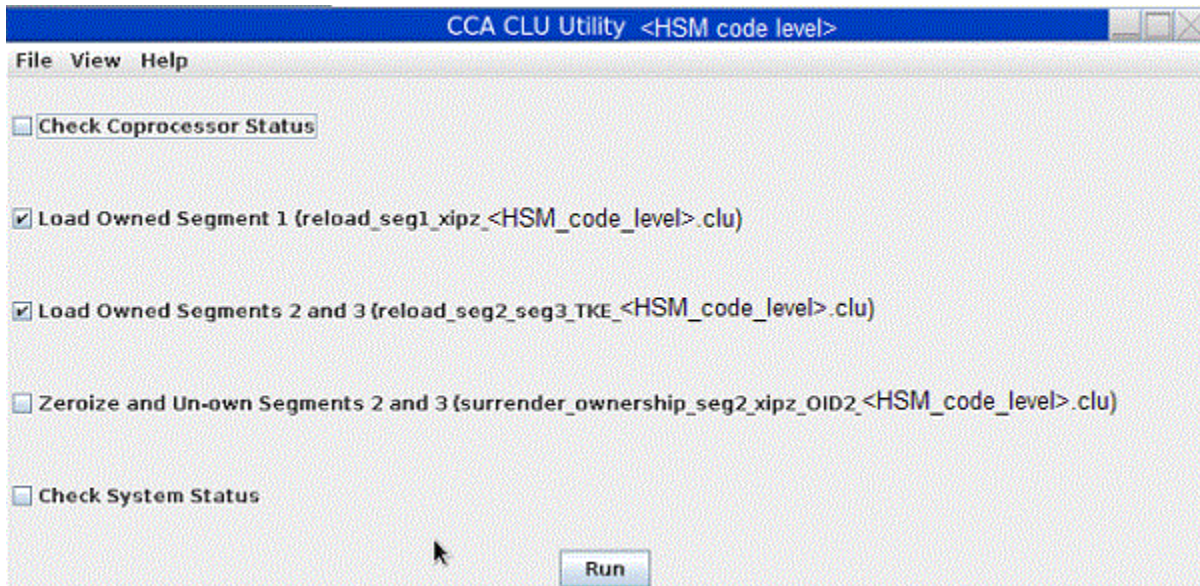 CCA CLU Utility <HSM code level>
File View Help
Check Coprocessor Status
Load Owned Segment 1 (reload_seg1_xipz_<HSM_code_level>.clu)
Load Owned Segments 2 and 3 (reload_seg2_seg3_TKE_<HSM_code_level>.clu)
Zeroize and Un-own Segments 2 and 3 (surrender_ownership_seg2_xipz_OID2_<HSM_code_level>.clu)
Check System Status
Run